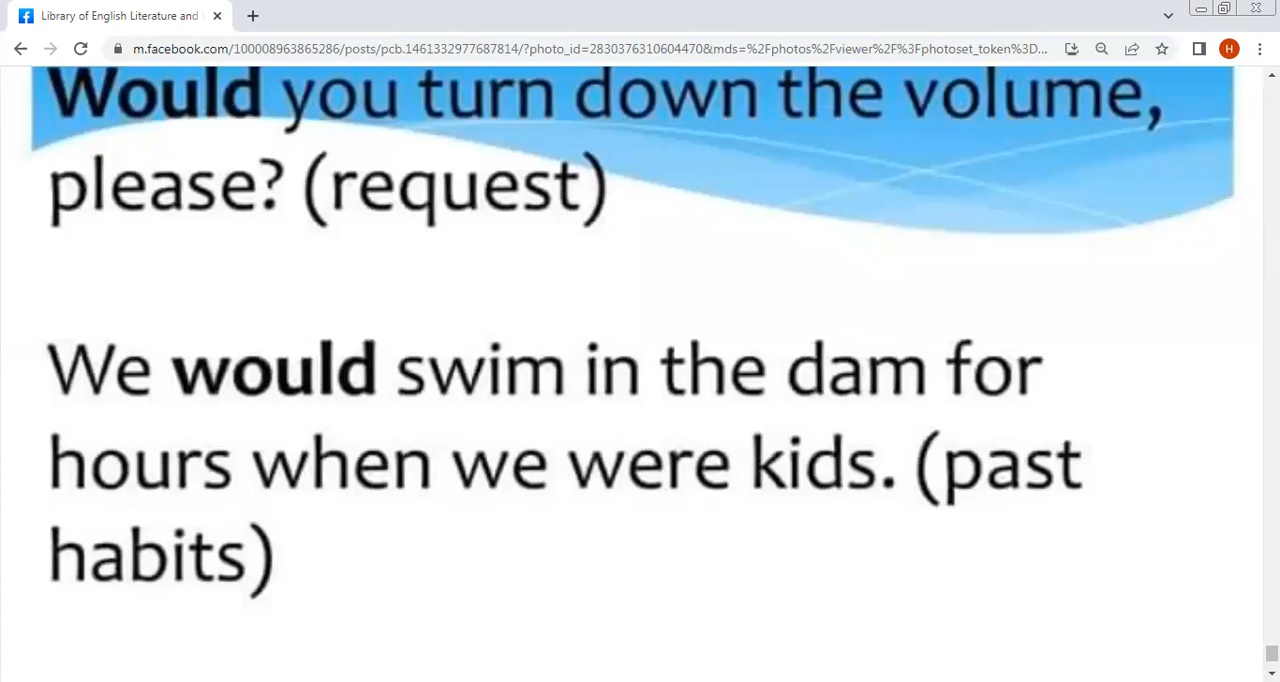 Library of English Literature and
m.facebook.com/100008963865286/posts/pcb.1461332977687814/?photo_id=2830376310604470&mds=%2Fphotos%2Fviewer%2F%3Fphotoset_token%3D...
H
Would you turn down the volume,
please? (request)
We would swim in the dam for
hours when we were kids. (past
habits)